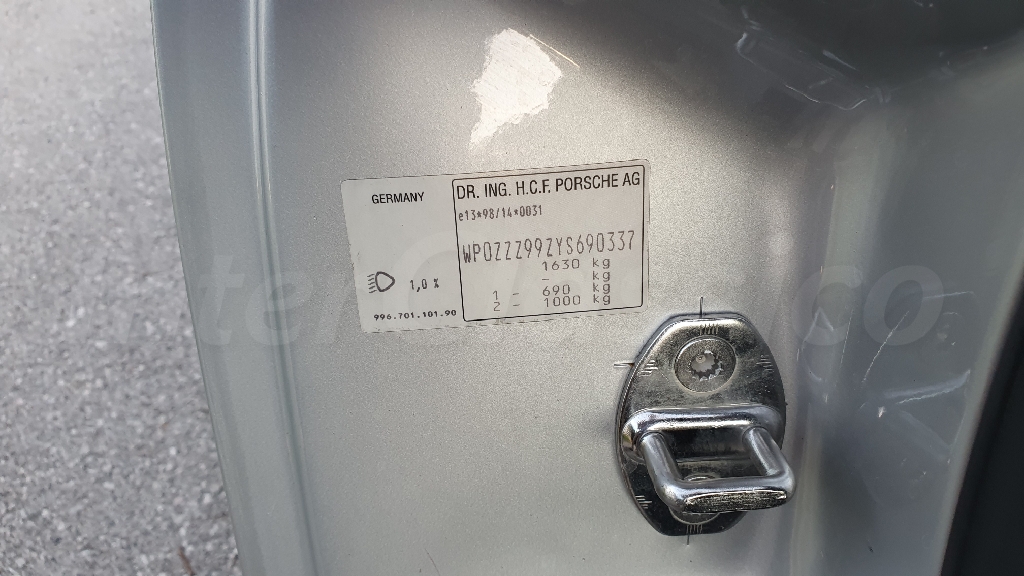 GERMANY
1,0 %
996.701.101.90
DR. ING. H.C.F. PORSCHE AG
e13*98/14*0031
WP0ZZZ99ZYS690337
1630 kg
- kg
1 - 690 kg
2 - 1000 kg